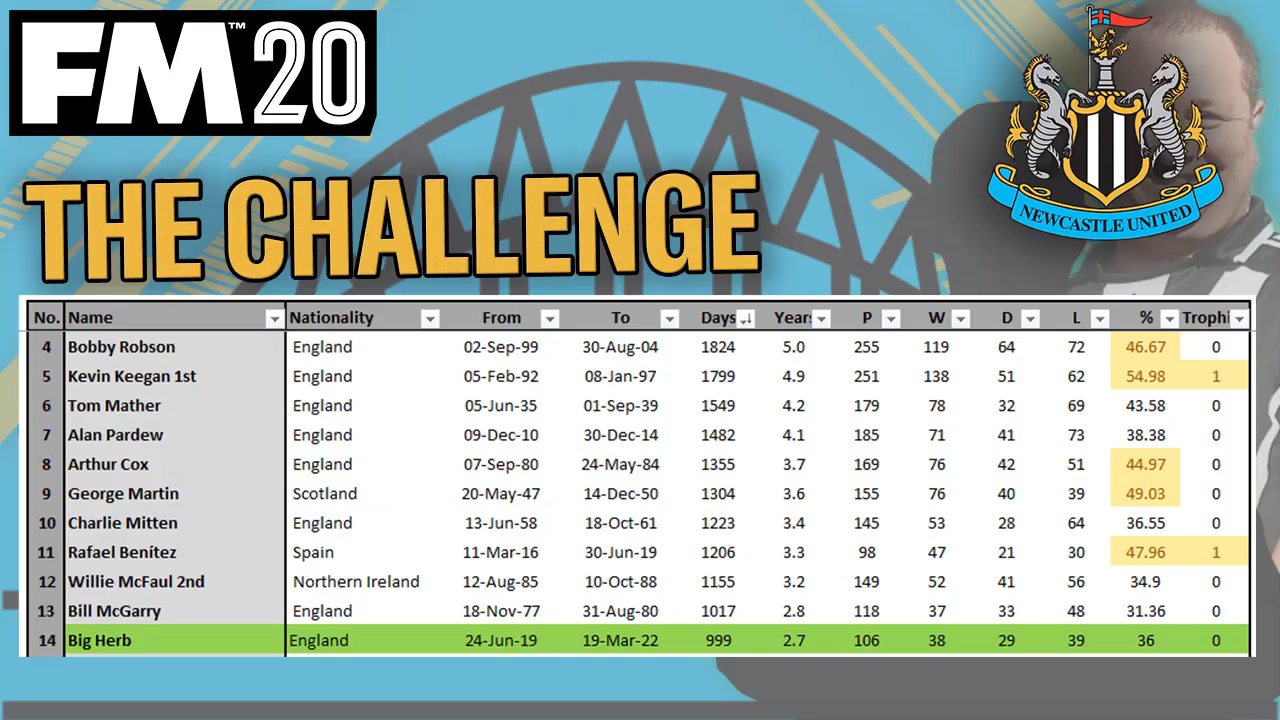 FM™20
NEWCASTLE UNITED
THE CHALLENGE
No. Name Nationality From To Days Years P W D L % Trophi
4 Bobby Robson England 02-Sep-99 30-Aug-04 1824 5.0 255 119 64 72 46.67 0
5 Kevin Keegan 1st England 05-Feb-92 08-Jan-97 1799 4.9 251 138 51 62 54.98 1
6 Tom Mather England 05-Jun-35 01-Sep-39 1549 4.2 179 78 32 69 43.58 0
7 Alan Pardew England 09-Dec-10 30-Dec-14 1482 4.1 185 71 41 73 38.38 0
8 Arthur Cox England 07-Sep-80 24-May-84 1355 3.7 169 76 42 51 44.97 0
9 George Martin Scotland 20-May-47 14-Dec-50 1304 3.6 155 76 40 39 49.03 0
10 Charlie Mitten England 13-Jun-58 18-Oct-61 1223 3.4 145 53 28 64 36.55 0
11 Rafael Benítez Spain 11-Mar-16 30-Jun-19 1206 3.3 98 47 21 30 47.96 1
12 Willie McFaul 2nd Northern Ireland 12-Aug-85 10-Oct-88 1155 3.2 149 52 41 56 34.9 0
13 Bill McGarry England 18-Nov-77 31-Aug-80 1017 2.8 118 37 33 48 31.36 0
14 Big Herb England 24-Jun-19 19-Mar-22 999 2.7 106 38 29 39 36 0